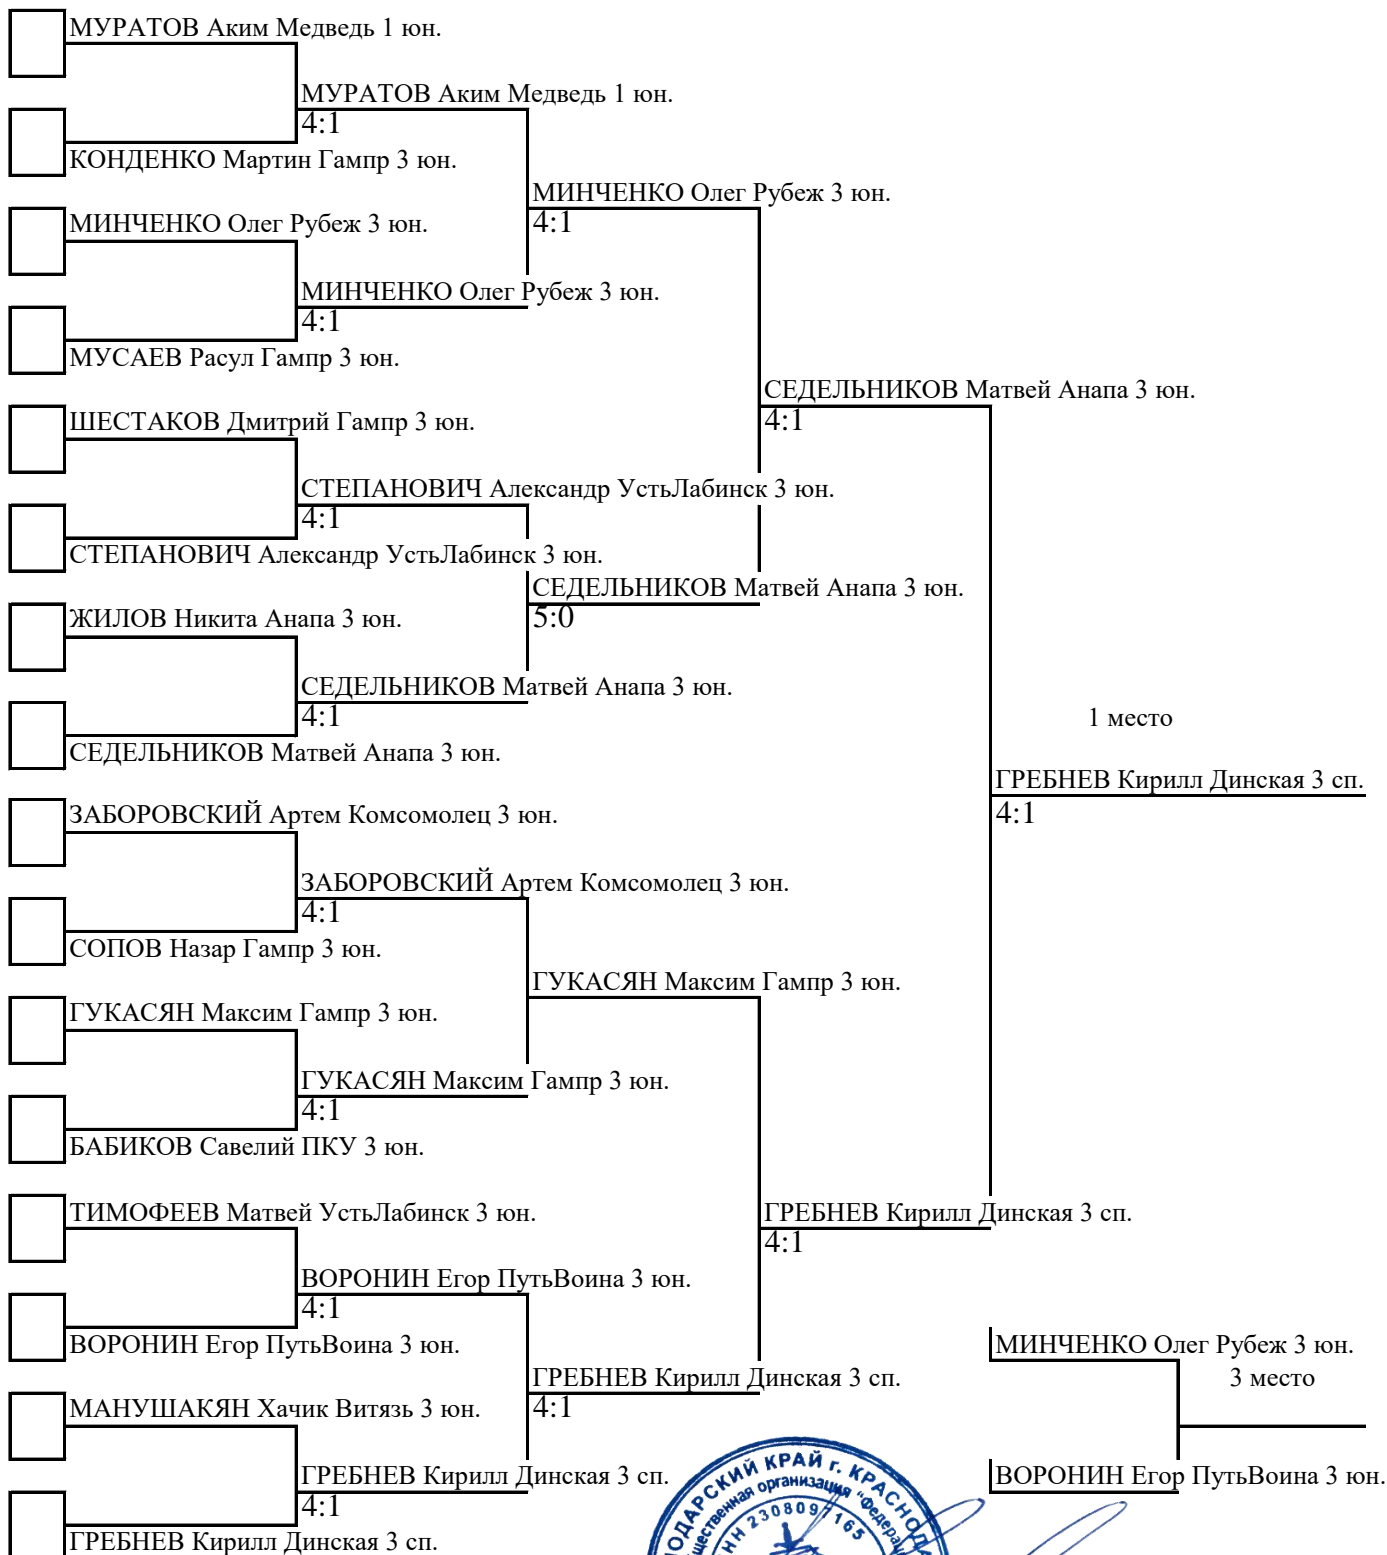 МУРАТОВ Аким Медведь 1 юн.
МУРАТОВ Аким Медведь 1 юн.
4:1
КОНДЕНКО Мартин Гампр 3 юн.
МИНЧЕНКО Олег Рубеж 3 юн.
4:1
МИНЧЕНКО Олег Рубеж 3 юн.
МИНЧЕНКО Олег Рубеж 3 юн.
4:1
МУСАЕВ Расул Гампр 3 юн.
СЕДЕЛЬНИКОВ Матвей Анапа 3 юн.
4:1
ШЕСТАКОВ Дмитрий Гампр 3 юн.
СТЕПАНОВИЧ Александр УстьЛабинск 3 юн.
4:1
СТЕПАНОВИЧ Александр УстьЛабинск 3 юн.
СЕДЕЛЬНИКОВ Матвей Анапа 3 юн.
5:0
ЖИЛОВ Никита Анапа 3 юн.
СЕДЕЛЬНИКОВ Матвей Анапа 3 юн.
4:1
1 место
СЕДЕЛЬНИКОВ Матвей Анапа 3 юн.
ГРЕБНЕВ Кирилл Динская 3 сп.
4:1
ЗАБОРОВСКИЙ Артем Комсомолец 3 юн.
ЗАБОРОВСКИЙ Артем Комсомолец 3 юн.
4:1
СОПОВ Назар Гампр 3 юн.
ГУКАСЯН Максим Гампр 3 юн.
ГУКАСЯН Максим Гампр 3 юн.
ГУКАСЯН Максим Гампр 3 юн.
4:1
БАБИКОВ Савелий ПКУ 3 юн.
ТИМОФЕЕВ Матвей УстьЛабинск 3 юн.
ГРЕБНЕВ Кирилл Динская 3 сп.
4:1
ВОРОНИН Егор ПутьВоина 3 юн.
4:1
ВОРОНИН Егор ПутьВоина 3 юн.
МИНЧЕНКО Олег Рубеж 3 юн.
3 место
ГРЕБНЕВ Кирилл Динская 3 сп.
4:1
МАНУШАКЯН Хачик Витязь 3 юн.
ГРЕБНЕВ Кирилл Динская 3 сп.
4:1
ВОРОНИН Егор ПутьВоина 3 юн.
ГРЕБНЕВ Кирилл Динская 3 сп.
КРАЙ г.
организация
2308097165